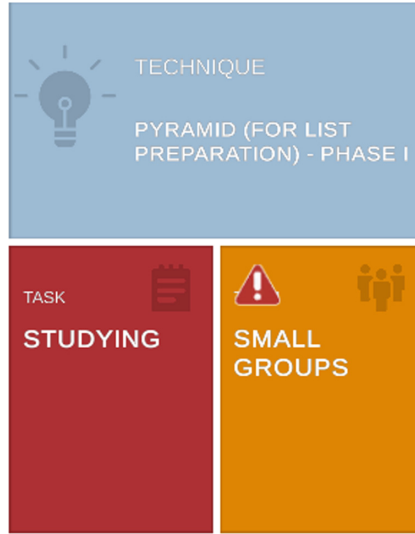 TECHNIQUE
PYRAMID (FOR LIST
PREPARATION) - PHASE I
TASK
STUDYING
SMALL
GROUPS